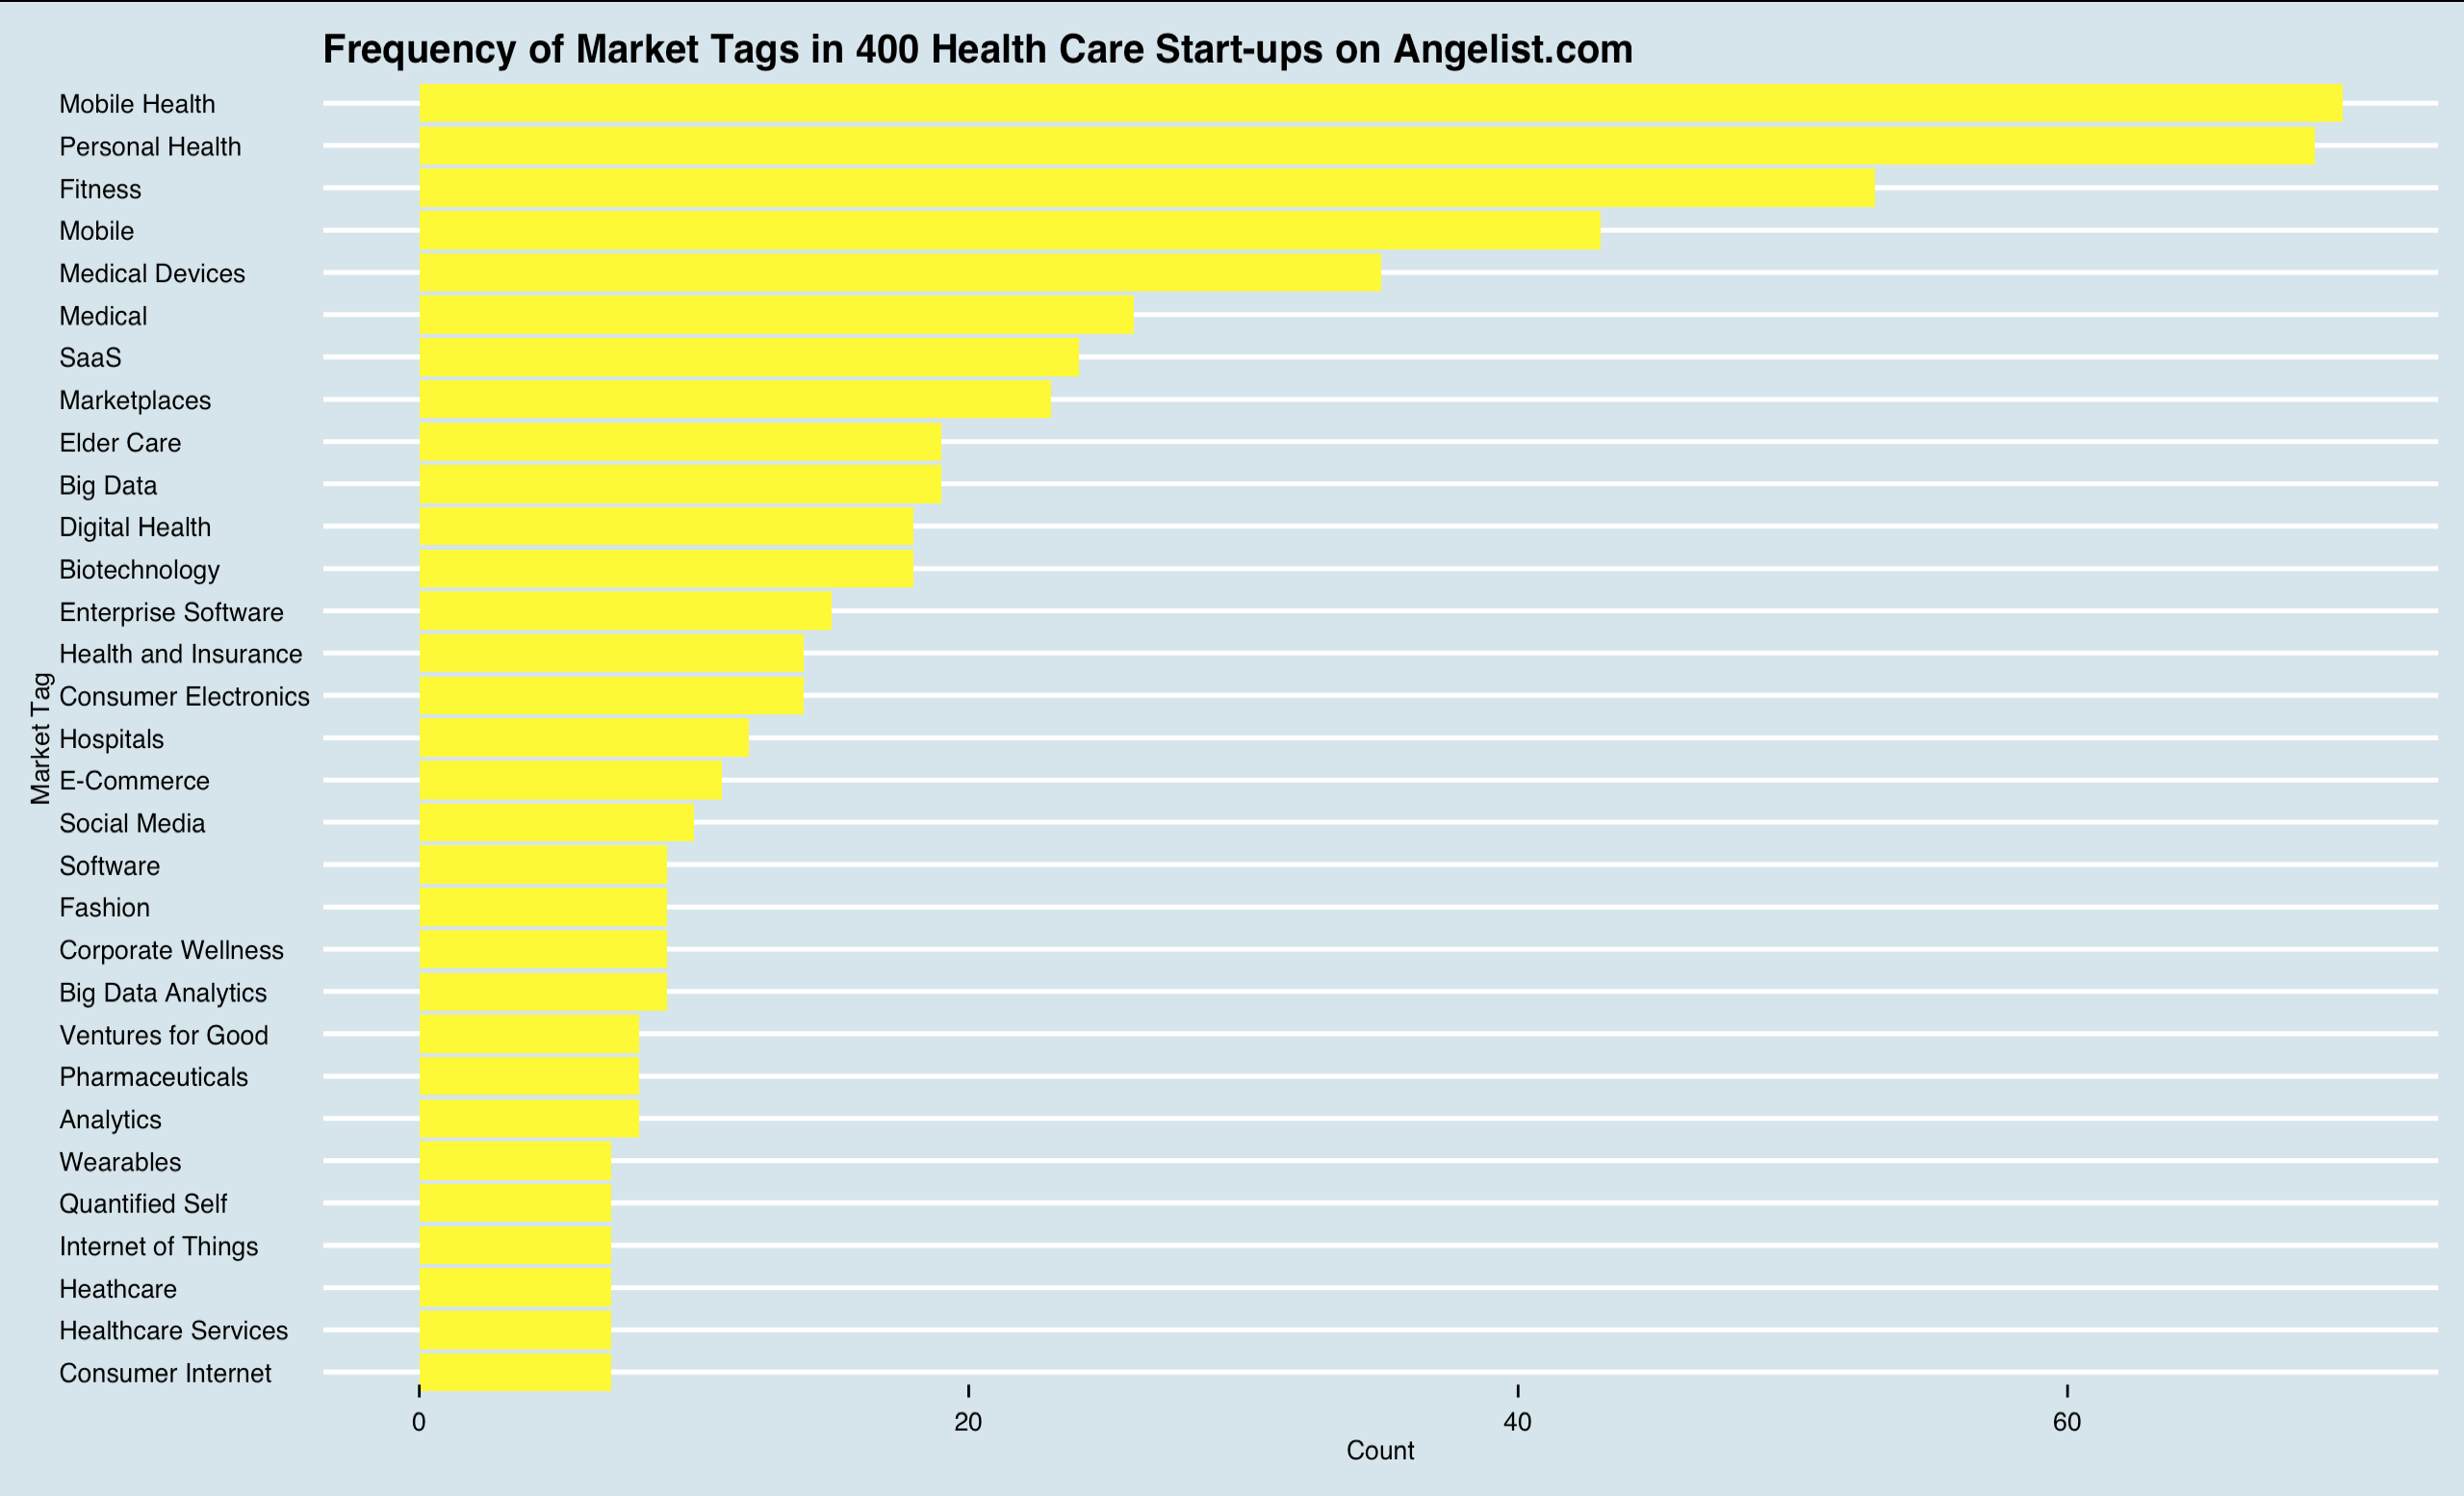 Frequency of Market Tags in 400 Health Care Start-ups on Angelist.com
Mobile Health
Personal Health
Fitness
Mobile
Medical Devices
Medical
SaaS
Marketplaces
Elder Care
Big Data
Digital Health
Biotechnology
Enterprise Software
Health and Insurance
Consumer Electronics
Hospitals
E-Commerce
Social Media
Software
Fashion
Corporate Wellness
Big Data Analytics
Ventures for Good
Pharmaceuticals
Analytics
Wearables
Quantified Self
Internet of Things
Heathcare
Healthcare Services
Consumer Internet
Market Tag
0 20 40 60
Count